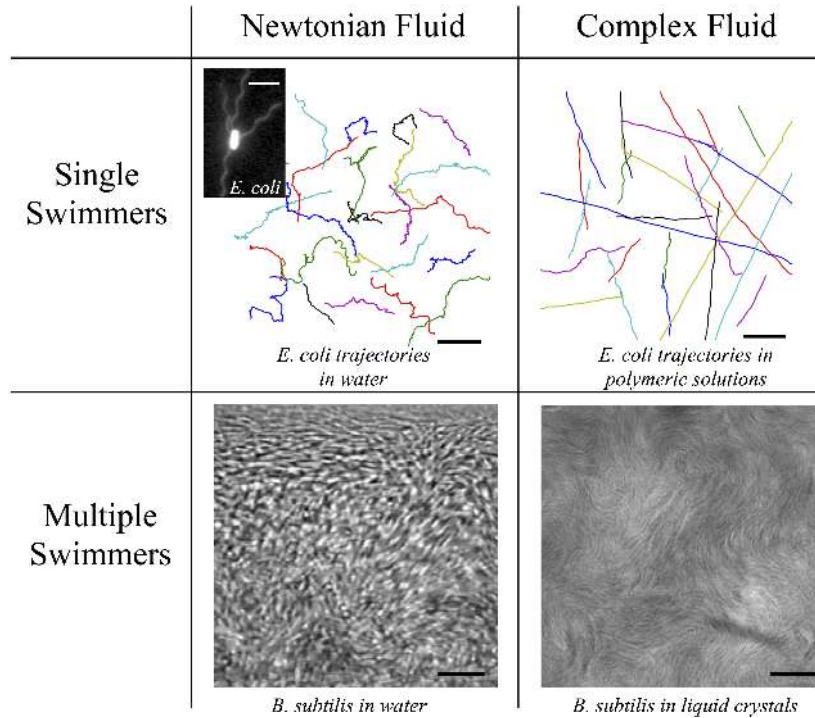 Newtonian Fluid
Complex Fluid
Single
Swimmers
E. coli
E. coli trajectories
in water
E. coli trajectories in
polymeric solutions
Multiple
Swimmers
B. subtilis in water
B. subtilis in liquid crystals